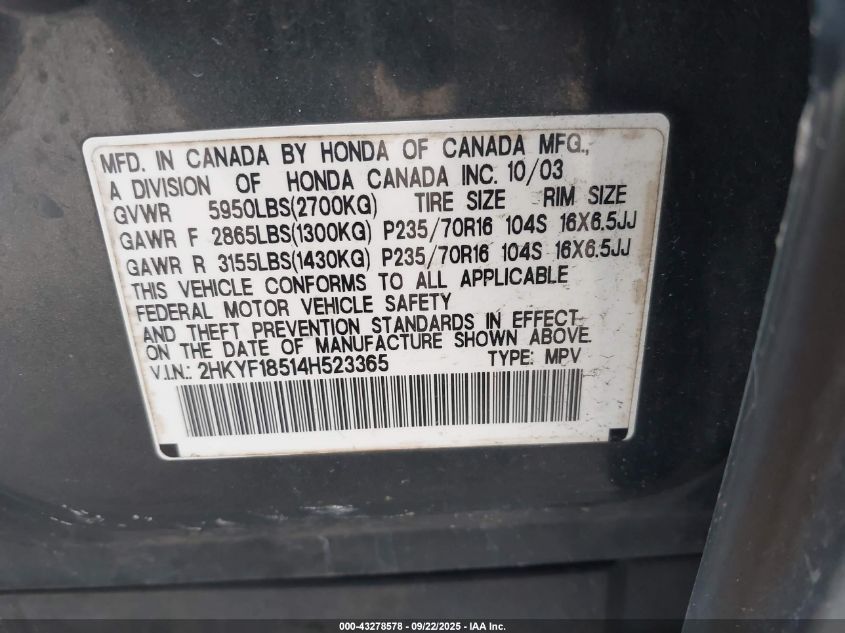 MFD. IN CANADA BY HONDA OF CANADA MFG.,
A DIVISION OF HONDA CANADA INC. 10/03
GVWR 5950LBS(2700KG) TIRE SIZE RIM SIZE
GAWR F 2865LBS(1300KG) P235/70R16 104S 16X6.5JJ
GAWR R 3155LBS(1430KG) P235/70R16 104S 16X6.5JJ
THIS VEHICLE CONFORMS TO ALL APPLICABLE
FEDERAL MOTOR VEHICLE SAFETY
AND THEFT PREVENTION STANDARDS IN EFFECT
ON THE DATE OF MANUFACTURE SHOWN ABOVE.
V.I.N.: 2HKYF18514H523365 TYPE: MPV
000-43278578 - 09/22/2025 - IAA Inc.